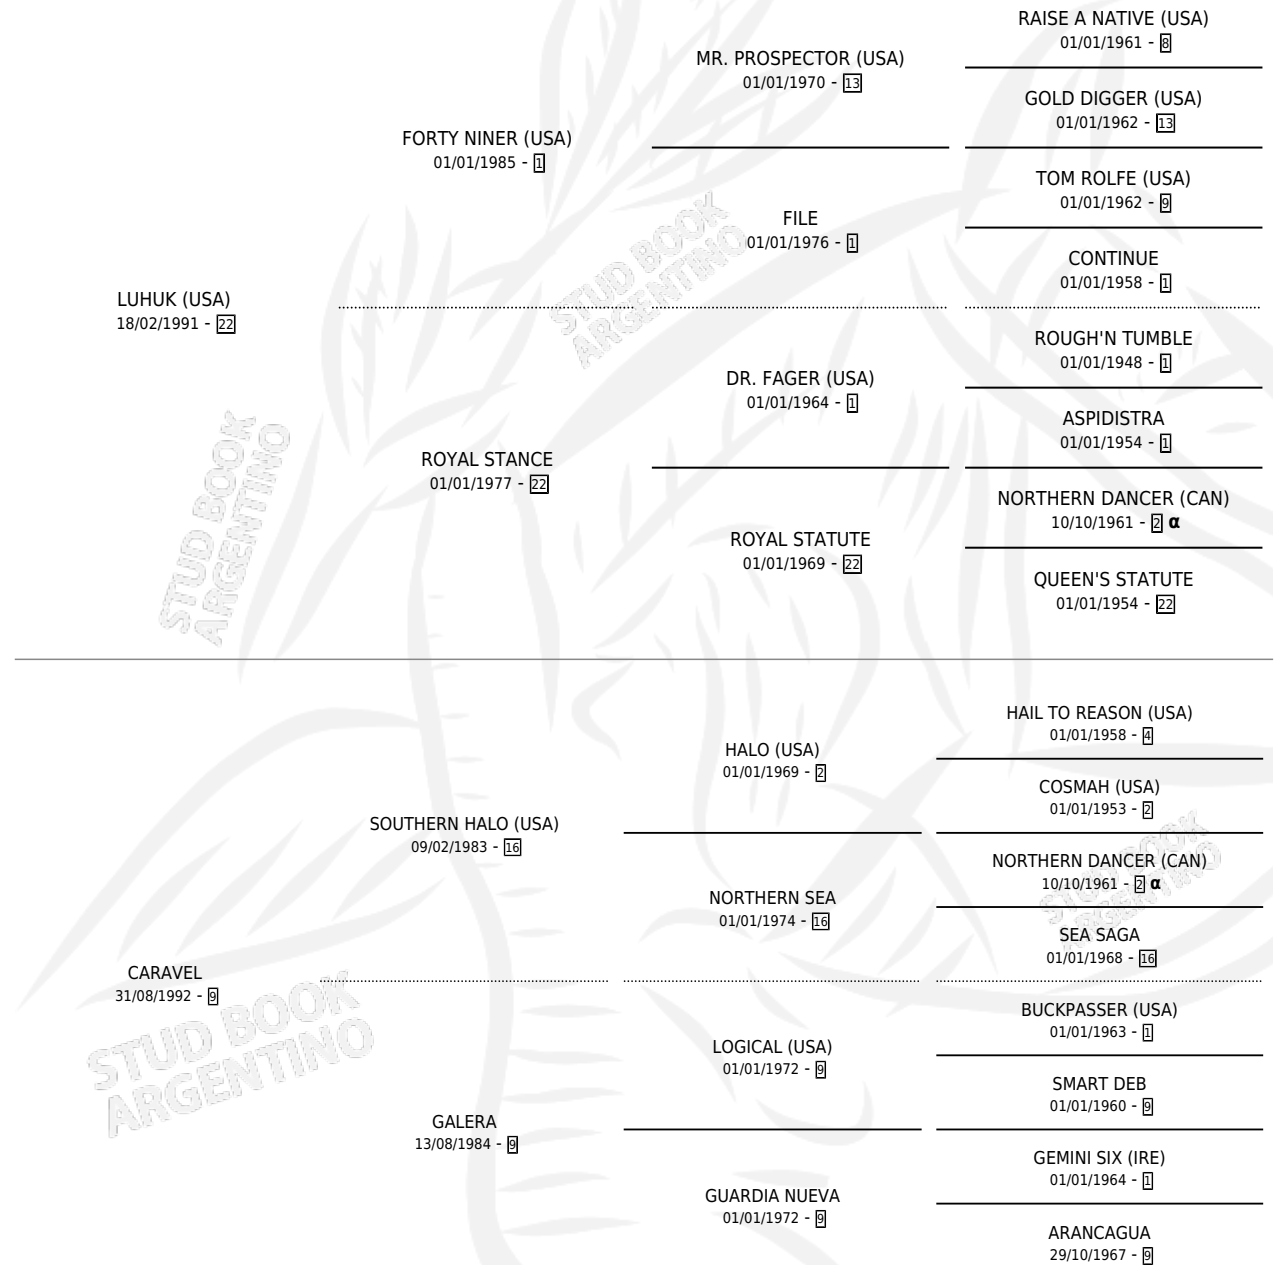 RAISE A NATIVE (USA)
01/01/1961 - 8
MR. PROSPECTOR (USA)
01/01/1970 - 13
GOLD DIGGER (USA)
01/01/1962 - 13
FORTY NINER (USA)
01/01/1985 - 1
TOM ROLFE (USA)
01/01/1962 - 9
FILE
01/01/1976 - 1
CONTINUE
01/01/1958 - 1
LUHUK (USA)
18/02/1991 - 22
ROUGH'N TUMBLE
01/01/1948 - 1
DR. FAGER (USA)
01/01/1964 - 1
ASPIDISTRA
01/01/1954 - 1
ROYAL STANCE
01/01/1977 - 22
NORTHERN DANCER (CAN)
10/10/1961 - 2 α
ROYAL STATUTE
01/01/1969 - 22
QUEEN'S STATUTE
01/01/1954 - 22
HAIL TO REASON (USA)
01/01/1958 - 4
HALO (USA)
01/01/1969 - 2
COSMAH (USA)
01/01/1953 - 2
SOUTHERN HALO (USA)
09/02/1983 - 16
NORTHERN DANCER (CAN)
10/10/1961 - 2 α
NORTHERN SEA
01/01/1974 - 16
SEA SAGA
01/01/1968 - 16
CARAVEL
31/08/1992 - 9
BUCKPASSER (USA)
01/01/1963 - 1
LOGICAL (USA)
01/01/1972 - 9
SMART DEB
01/01/1960 - 9
GALERA
13/08/1984 - 9
GEMINI SIX (IRE)
01/01/1964 - 1
GUARDIA NUEVA
01/01/1972 - 9
ARANCAGUA
29/10/1967 - 9
STUD BOOK
ARGENTINO
STUD BOOK
ARGENTINO
STUD BOOK
ARGENTINO
STUD BOOK
ARGENTINO